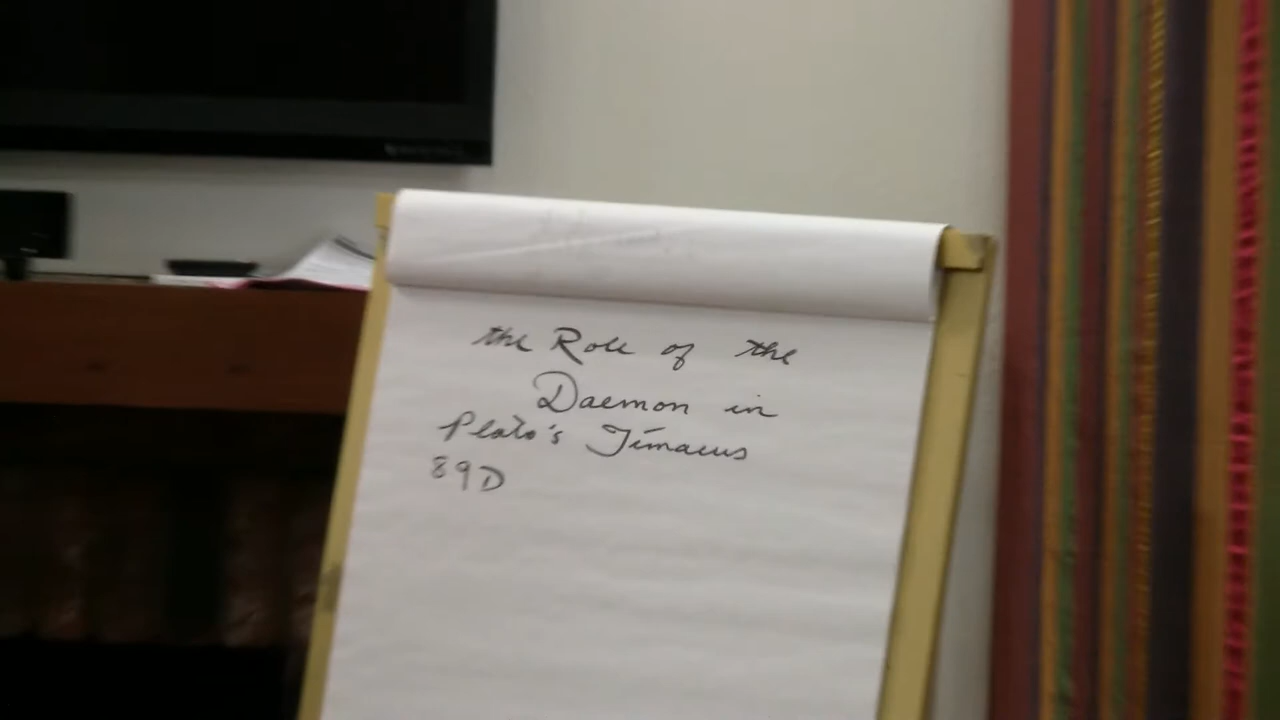 the Role of the
Daemon in
Plato's Timaeus
89D